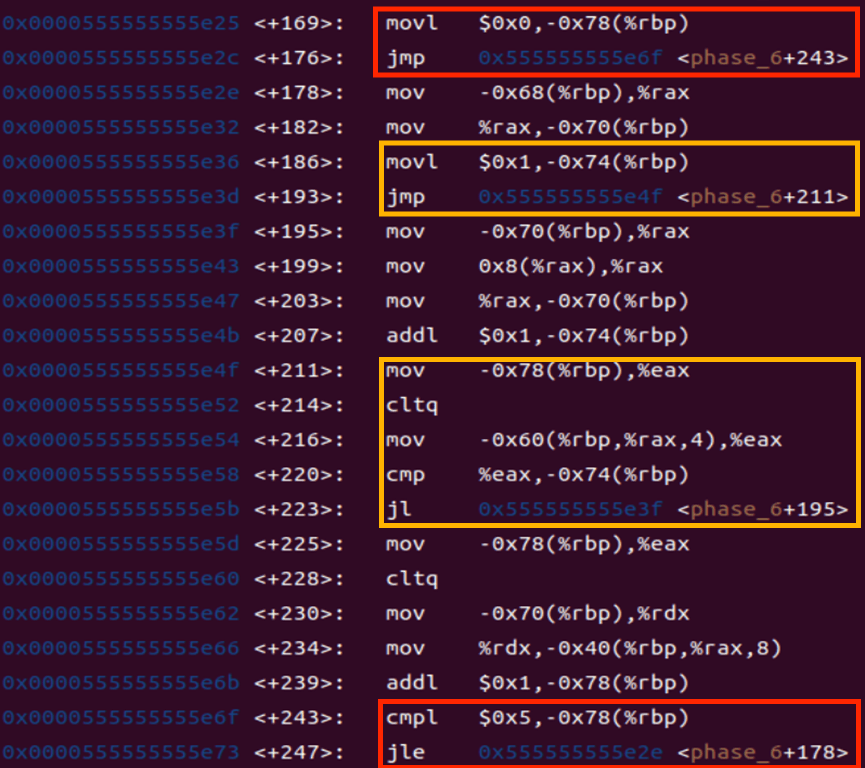 0x0000555555555e25 <+169>: movl $0x0,-0x78(%rbp)
0x0000555555555e2c <+176>: jmp 0x555555555e6f <phase_6+243>
0x0000555555555e2e <+178>: mov -0x68(%rbp),%rax
0x0000555555555e32 <+182>: mov %rax,-0x70(%rbp)
0x0000555555555e36 <+186>: movl $0x1,-0x74(%rbp)
0x0000555555555e3d <+193>: jmp 0x555555555e4f <phase_6+211>
0x0000555555555e3f <+195>: mov -0x70(%rbp),%rax
0x0000555555555e43 <+199>: mov 0x8(%rax),%rax
0x0000555555555e47 <+203>: mov %rax,-0x70(%rbp)
0x0000555555555e4b <+207>: addl $0x1,-0x74(%rbp)
0x0000555555555e4f <+211>: mov -0x78(%rbp),%eax
0x0000555555555e52 <+214>: cltq
0x0000555555555e54 <+216>: mov -0x60(%rbp,%rax,4),%eax
0x0000555555555e58 <+220>: cmp %eax,-0x74(%rbp)
0x0000555555555e5b <+223>: jl 0x555555555e3f <phase_6+195>
0x0000555555555e5d <+225>: mov -0x78(%rbp),%eax
0x0000555555555e60 <+228>: cltq
0x0000555555555e62 <+230>: mov -0x70(%rbp),%rdx
0x0000555555555e66 <+234>: mov %rdx,-0x40(%rbp,%rax,8)
0x0000555555555e6b <+239>: addl $0x1,-0x78(%rbp)
0x0000555555555e6f <+243>: cmpl $0x5,-0x78(%rbp)
0x0000555555555e73 <+247>: jle 0x555555555e2e <phase_6+178>